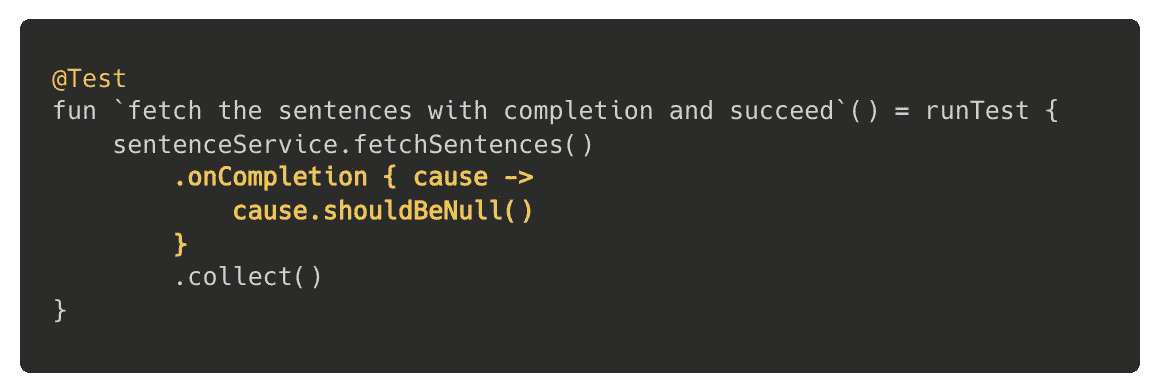 @Test
fun `fetch the sentences with completion and succeed`() = runTest {
    sentenceService.fetchSentences()
        .onCompletion { cause ->
            cause.shouldBeNull()
        }
        .collect()
}